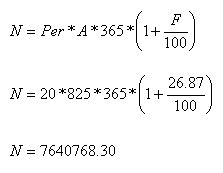 N = Per * A * 365 * (1 + F/100)
N = 20 * 825 * 365 * (1 + 26.87/100)
N = 7640768.30